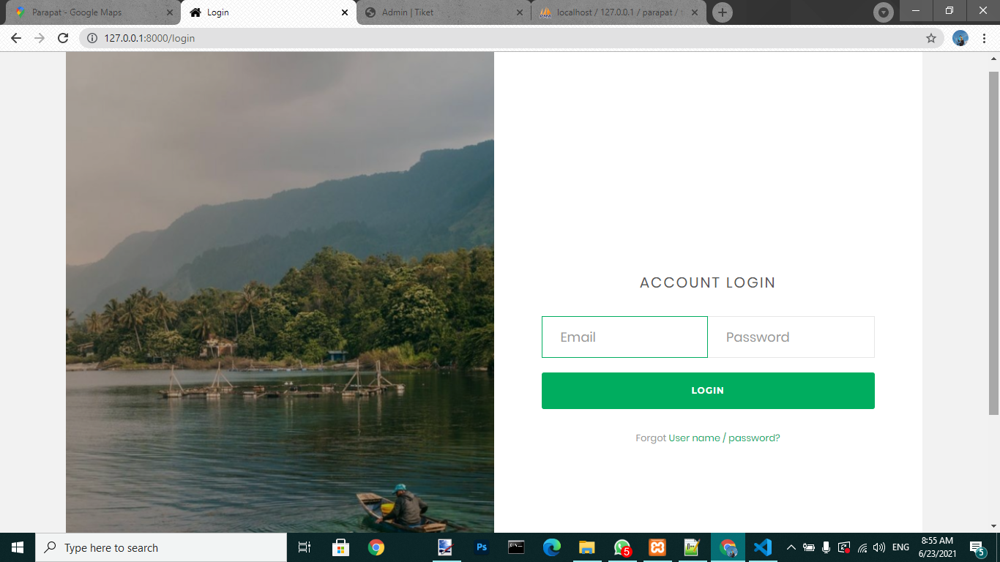 Parapat - Google Maps
Login
Admin | Tiket
localhost / 127.0.0.1 / parapat /
127.0.0.1:8000/login
ACCOUNT LOGIN
Email
Password
LOGIN
Forgot User name / password?
Type here to search
Ps
5
ENG
8:55 AM
6/23/2021
5